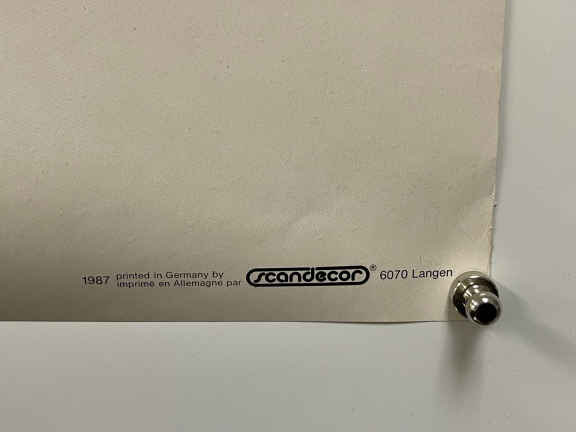 1987 printed in Germany by
imprimé en Allemagne par
scandecor® 6070 Langen